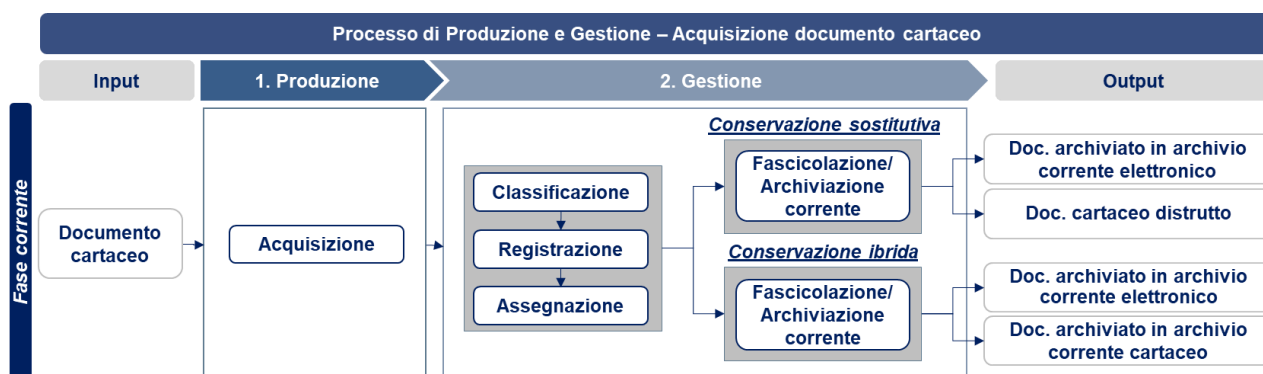 Processo di Produzione e Gestione – Acquisizione documento cartaceo
Input
1. Produzione
2. Gestione
Output
Fase corrente
Documento
cartaceo
Acquisizione
Classificazione
Registrazione
Assegnazione
Conservazione sostitutiva
Fascicolazione/
Archiviazione
corrente
Conservazione ibrida
Fascicolazione/
Archiviazione
corrente
Doc. archiviato in archivio
corrente elettronico
Doc. cartaceo distrutto
Doc. archiviato in archivio
corrente elettronico
Doc. archiviato in archivio
corrente cartaceo